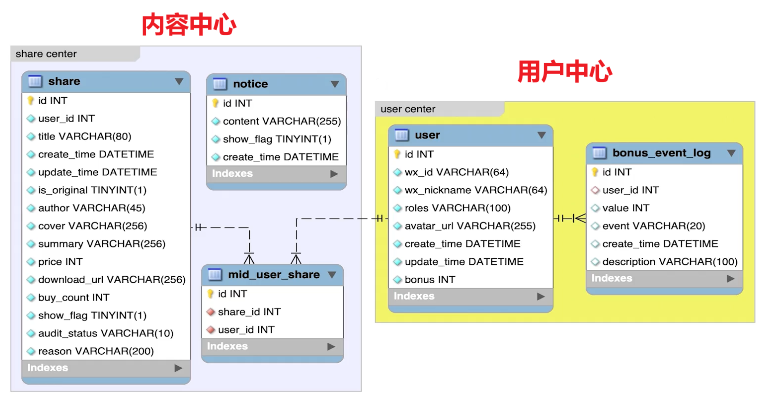 内容中心
share center
share
id INT
user_id INT
title VARCHAR(80)
create_time DATETIME
update_time DATETIME
is_original TINYINT(1)
author VARCHAR(45)
cover VARCHAR(256)
summary VARCHAR(256)
price INT
download_url VARCHAR(256)
buy_count INT
show_flag TINYINT(1)
audit_status VARCHAR(10)
reason VARCHAR(200)
Indexes
notice
id INT
content VARCHAR(255)
show_flag TINYINT(1)
create_time DATETIME
Indexes
mid_user_share
id INT
share_id INT
user_id INT
Indexes
用户中心
user center
user
id INT
wx_id VARCHAR(64)
wx_nickname VARCHAR(64)
roles VARCHAR(100)
avatar_url VARCHAR(255)
create_time DATETIME
update_time DATETIME
bonus INT
Indexes
bonus_event_log
id INT
user_id INT
value INT
event VARCHAR(20)
create_time DATETIME
description VARCHAR(100)
Indexes